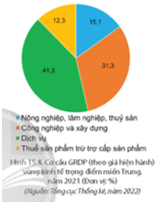 12,3
15,1
41,3
31,3
Nông nghiệp, lâm nghiệp, thuỷ sản
Công nghiệp và xây dựng
Dịch vụ
Thuế sản phẩm trừ trợ cấp sản phẩm
Hình 15.4. Cơ cấu GRDP (theo giá hiện hành)
vùng kinh tế trọng điểm miền Trung,
năm 2021 (Đơn vị: %)
(Nguồn: Tổng cục Thống kê, năm 2022)